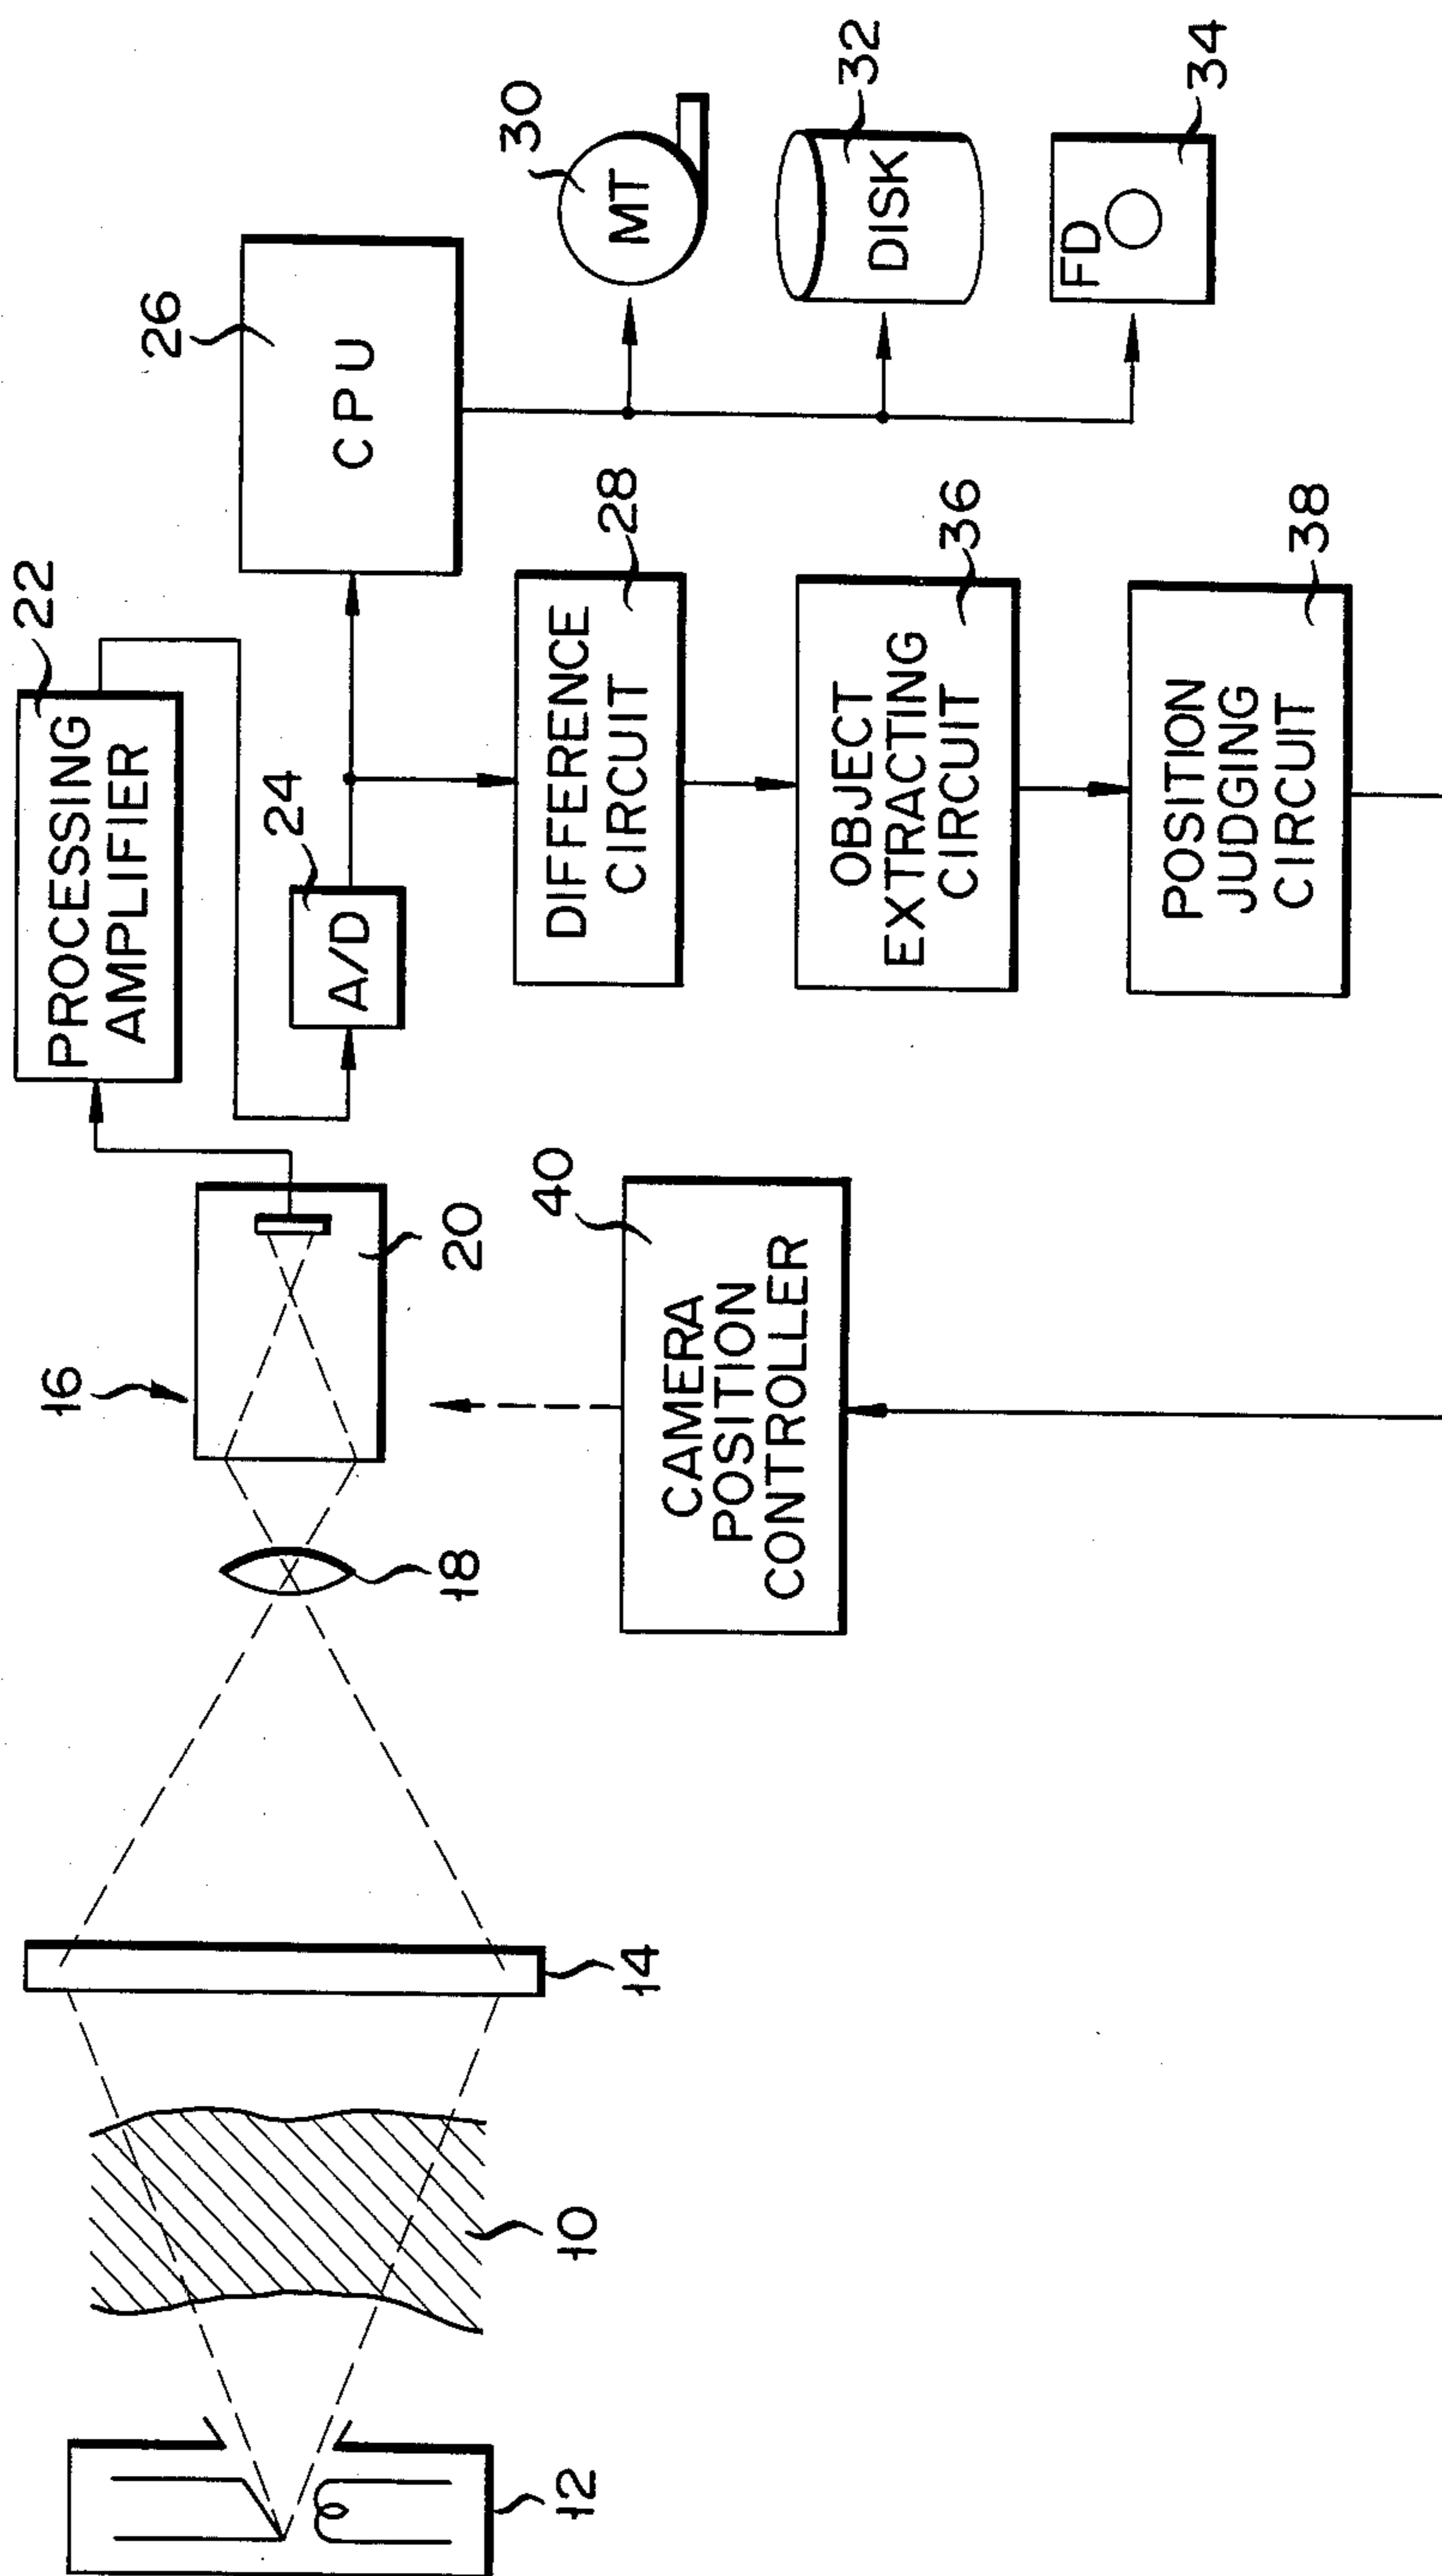 22
PROCESSING
AMPLIFIER
26
CPU
24
A/D
16
20
18
14
10
12
30
MT
28
DIFFERENCE
CIRCUIT
40
CAMERA
POSITION
CONTROLLER
32
DISK
36
OBJECT
EXTRACTING
CIRCUIT
34
FD
38
POSITION
JUDGING
CIRCUIT